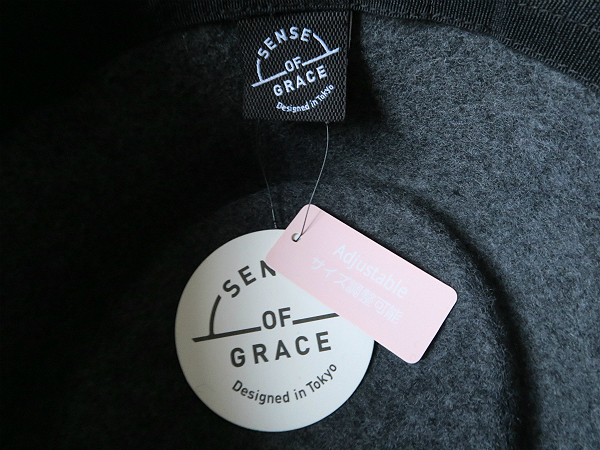 SENSE
OF
GRACE
Designed in Tokyo
Adjustable
サイズ調整可能
SENSE
OF
GRACE
Designed in Tokyo